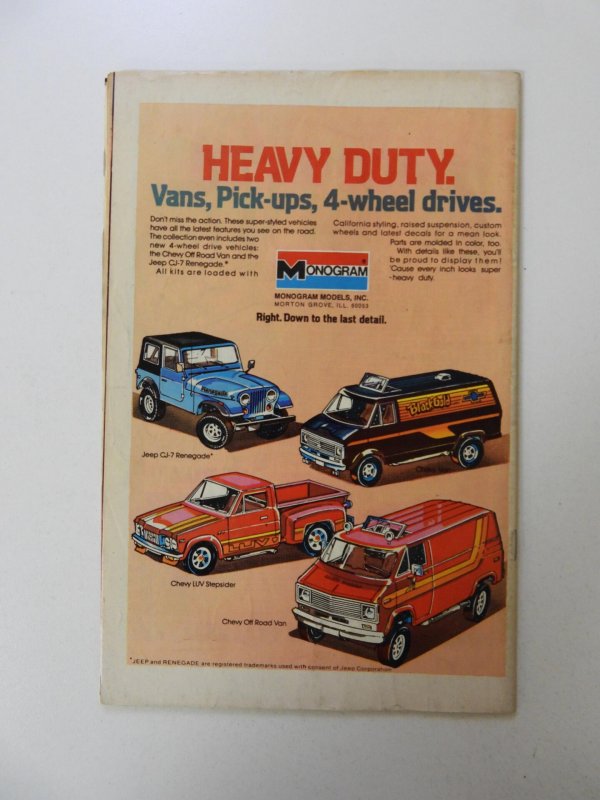 HEAVY DUTY.
Vans, Pick-ups, 4-wheel drives.
Don't miss the action. These super-styled vehicles
have all the latest features you see on the road.
The collection even includes two
new 4-wheel drive vehicles:
the Chevy Off Road Van and the
Jeep CJ-7 Renegade.*
All kits are loaded with
California styling, raised suspension, custom
wheels and latest decals for a mean look.
Parts are molded in color, too.
With details like these, you'll
be proud to display them!
'Cause every inch looks super
-heavy duty.
MONOGRAM
MONOGRAM MODELS, INC.
MORTON GROVE, ILL. 60053
Right. Down to the last detail.
Renegade
Jeep CJ-7 Renegade*
Black Gold
Chevy Van
LUV
Chevy LUV Stepsider
Chevy Off Road Van
*JEEP and RENEGADE are registered trademarks used with consent of Jeep Corporation